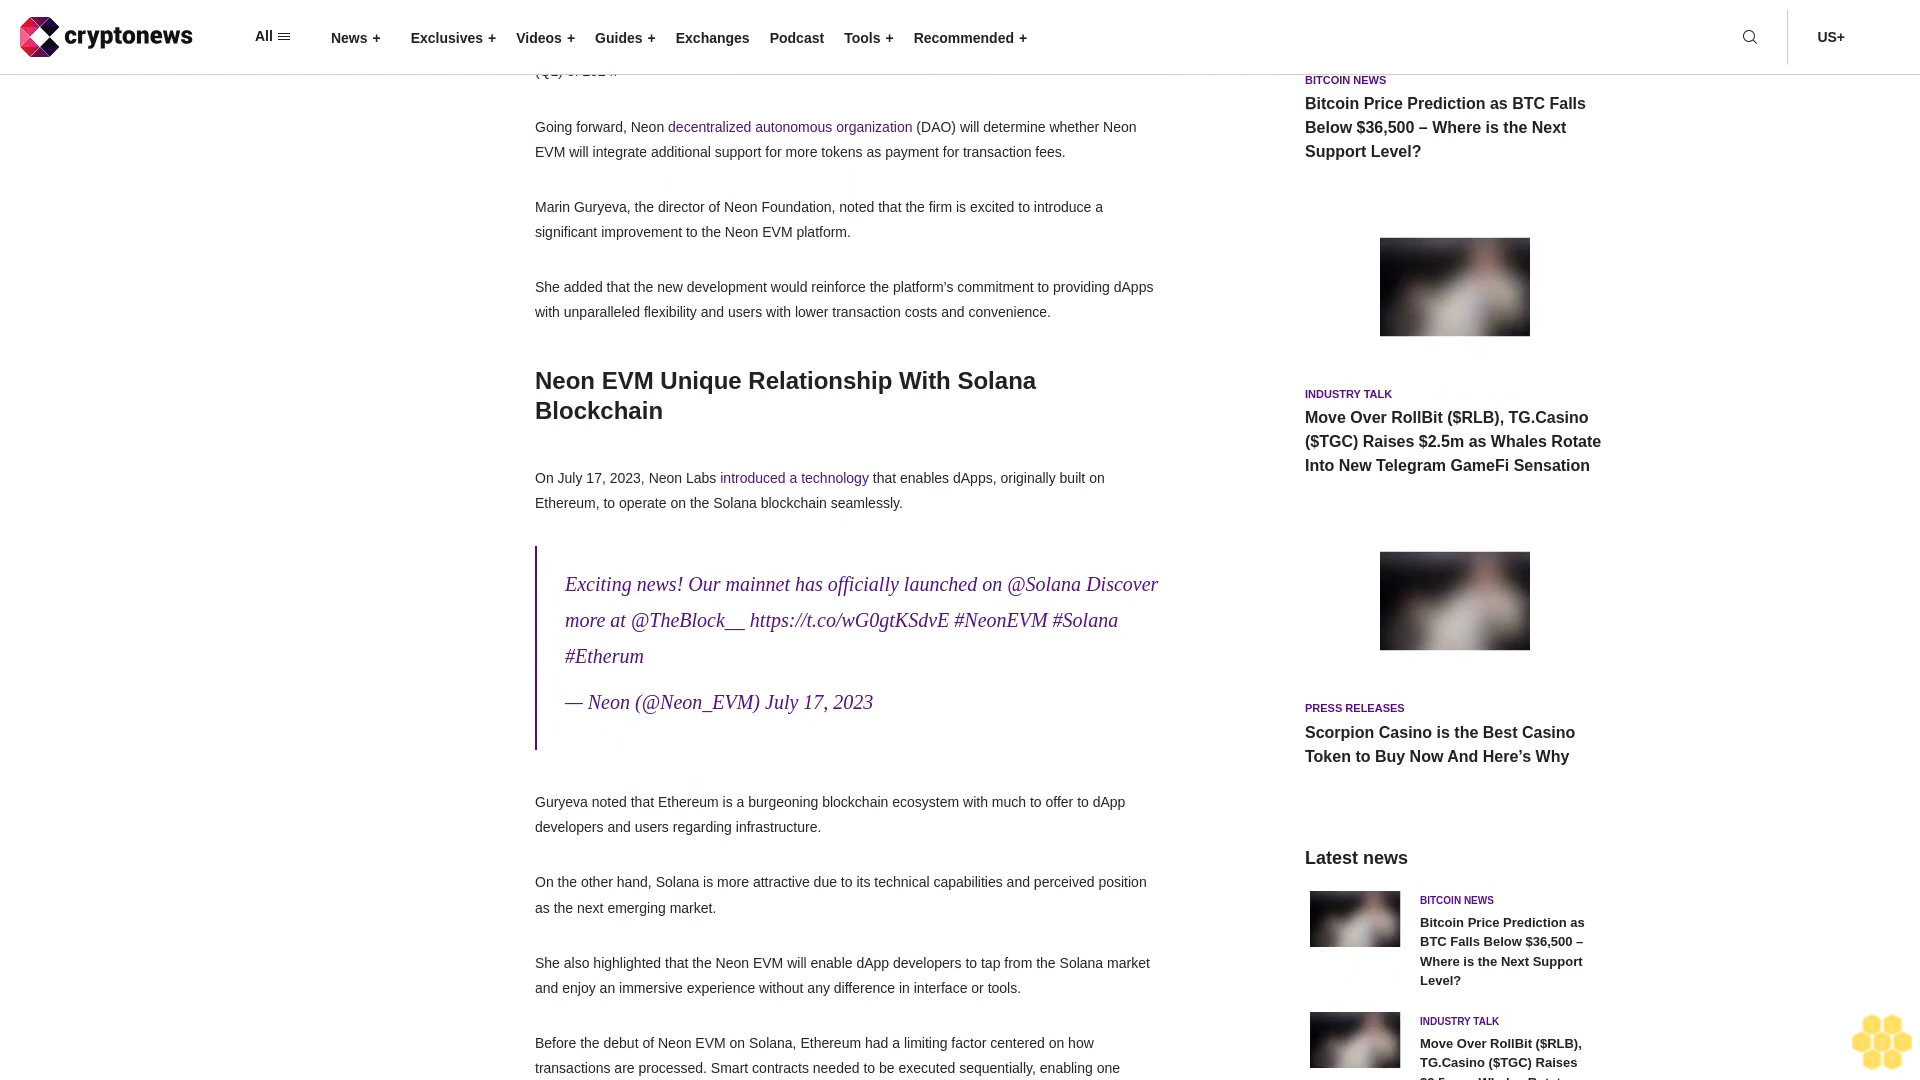 cryptonews
All
News +
Exclusives +
Videos +
Guides +
Exchanges
Podcast
Tools +
Recommended +
US+
Going forward, Neon decentralized autonomous organization (DAO) will determine whether Neon
EVM will integrate additional support for more tokens as payment for transaction fees.
Marin Guryeva, the director of Neon Foundation, noted that the firm is excited to introduce a
significant improvement to the Neon EVM platform.
She added that the new development would reinforce the platform’s commitment to providing dApps
with unparalleled flexibility and users with lower transaction costs and convenience.
Neon EVM Unique Relationship With Solana
Blockchain
On July 17, 2023, Neon Labs introduced a technology that enables dApps, originally built on
Ethereum, to operate on the Solana blockchain seamlessly.
Exciting news! Our mainnet has officially launched on @Solana Discover
more at @TheBlock__ https://t.co/wG0gtKSdvE #NeonEVM #Solana
#Etherum
— Neon (@Neon_EVM) July 17, 2023
Guryeva noted that Ethereum is a burgeoning blockchain ecosystem with much to offer to dApp
developers and users regarding infrastructure.
On the other hand, Solana is more attractive due to its technical capabilities and perceived position
as the next emerging market.
She also highlighted that the Neon EVM will enable dApp developers to tap from the Solana market
and enjoy an immersive experience without any difference in interface or tools.
Before the debut of Neon EVM on Solana, Ethereum had a limiting factor centered on how
transactions are processed. Smart contracts needed to be executed sequentially, enabling one
BITCOIN NEWS
Bitcoin Price Prediction as BTC Falls
Below $36,500 – Where is the Next
Support Level?
INDUSTRY TALK
Move Over RollBit ($RLB), TG.Casino
($TGC) Raises $2.5m as Whales Rotate
Into New Telegram GameFi Sensation
PRESS RELEASES
Scorpion Casino is the Best Casino
Token to Buy Now And Here’s Why
Latest news
BITCOIN NEWS
Bitcoin Price Prediction as
BTC Falls Below $36,500 –
Where is the Next Support
Level?
INDUSTRY TALK
Move Over RollBit ($RLB),
TG.Casino ($TGC) Raises